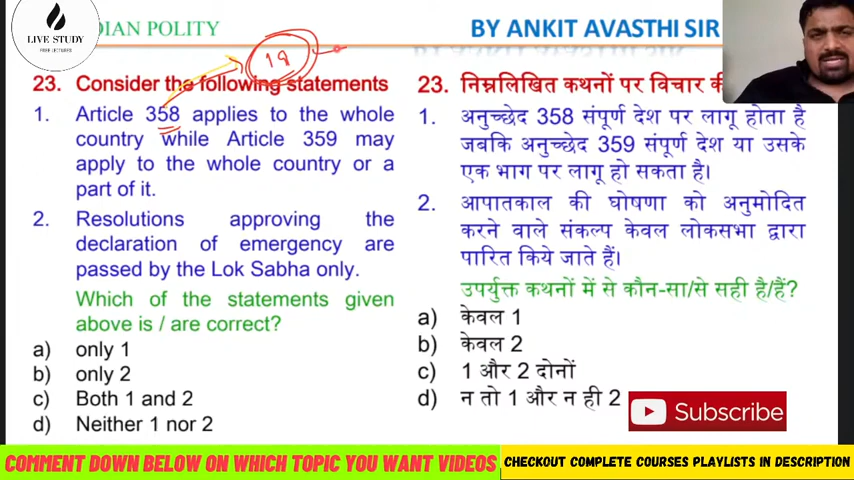 LIVE STUDY
FREE LECTURES
DIAN POLITY
BY ANKIT AVASTHI SIR
19
23. Consider the following statements
1. Article 358 applies to the whole
country while Article 359 may
apply to the whole country or a
part of it.
2. Resolutions approving the
declaration of emergency are
passed by the Lok Sabha only.
Which of the statements given
above is / are correct?
a) only 1
b) only 2
c) Both 1 and 2
d) Neither 1 nor 2
23. निम्नलिखित कथनों पर विचार की
1. अनुच्छेद 358 संपूर्ण देश पर लागू होता है
जबकि अनुच्छेद 359 संपूर्ण देश या उसके
एक भाग पर लागू हो सकता है।
2. आपातकाल की घोषणा को अनुमोदित
करने वाले संकल्प केवल लोकसभा द्वारा
पारित किये जाते हैं।
उपर्युक्त कथनों में से कौन-सा/से सही है/हैं?
a) केवल 1
b) केवल 2
c) 1 और 2 दोनों
d) न तो 1 और न ही 2
Subscribe
COMMENT DOWN BELOW ON WHICH TOPIC YOU WANT VIDEOS
CHECKOUT COMPLETE COURSES PLAYLISTS IN DESCRIPTION